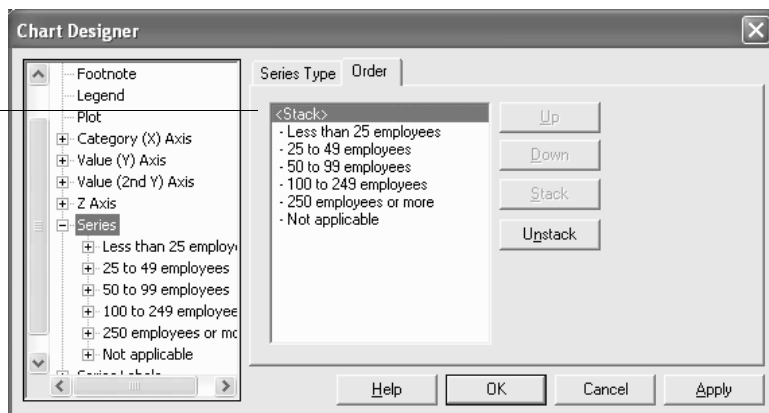 Chart Designer
Footnote
Legend
Plot
Category (X) Axis
Value (Y) Axis
Value (2nd Y) Axis
Z Axis
Series
Less than 25 employ
25 to 49 employees
50 to 99 employees
100 to 249 employee
250 employees or mo
Not applicable
Series Labels
Series Type
Order
<Stack>
- Less than 25 employees
- 25 to 49 employees
- 50 to 99 employees
- 100 to 249 employees
- 250 employees or more
- Not applicable
Up
Down
Stack
Unstack
Help
OK
Cancel
Apply